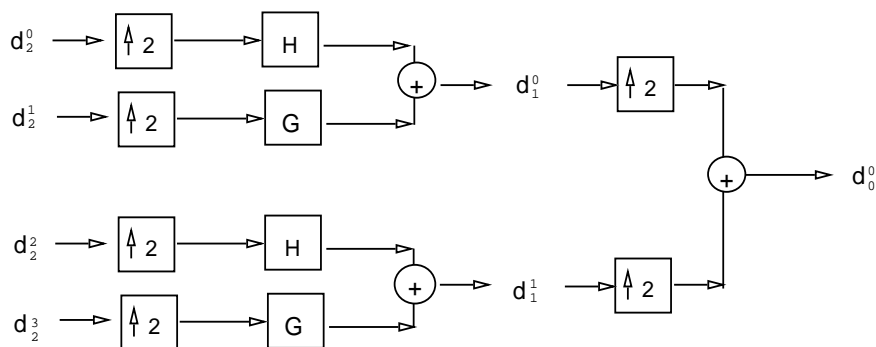 d₂⁰ ↑ 2 H
+ d₁⁰ ↑ 2
d₂¹ ↑ 2 G
+ d₀⁰
d₂² ↑ 2 H
+ d₁¹ ↑ 2
d₂³ ↑ 2 G